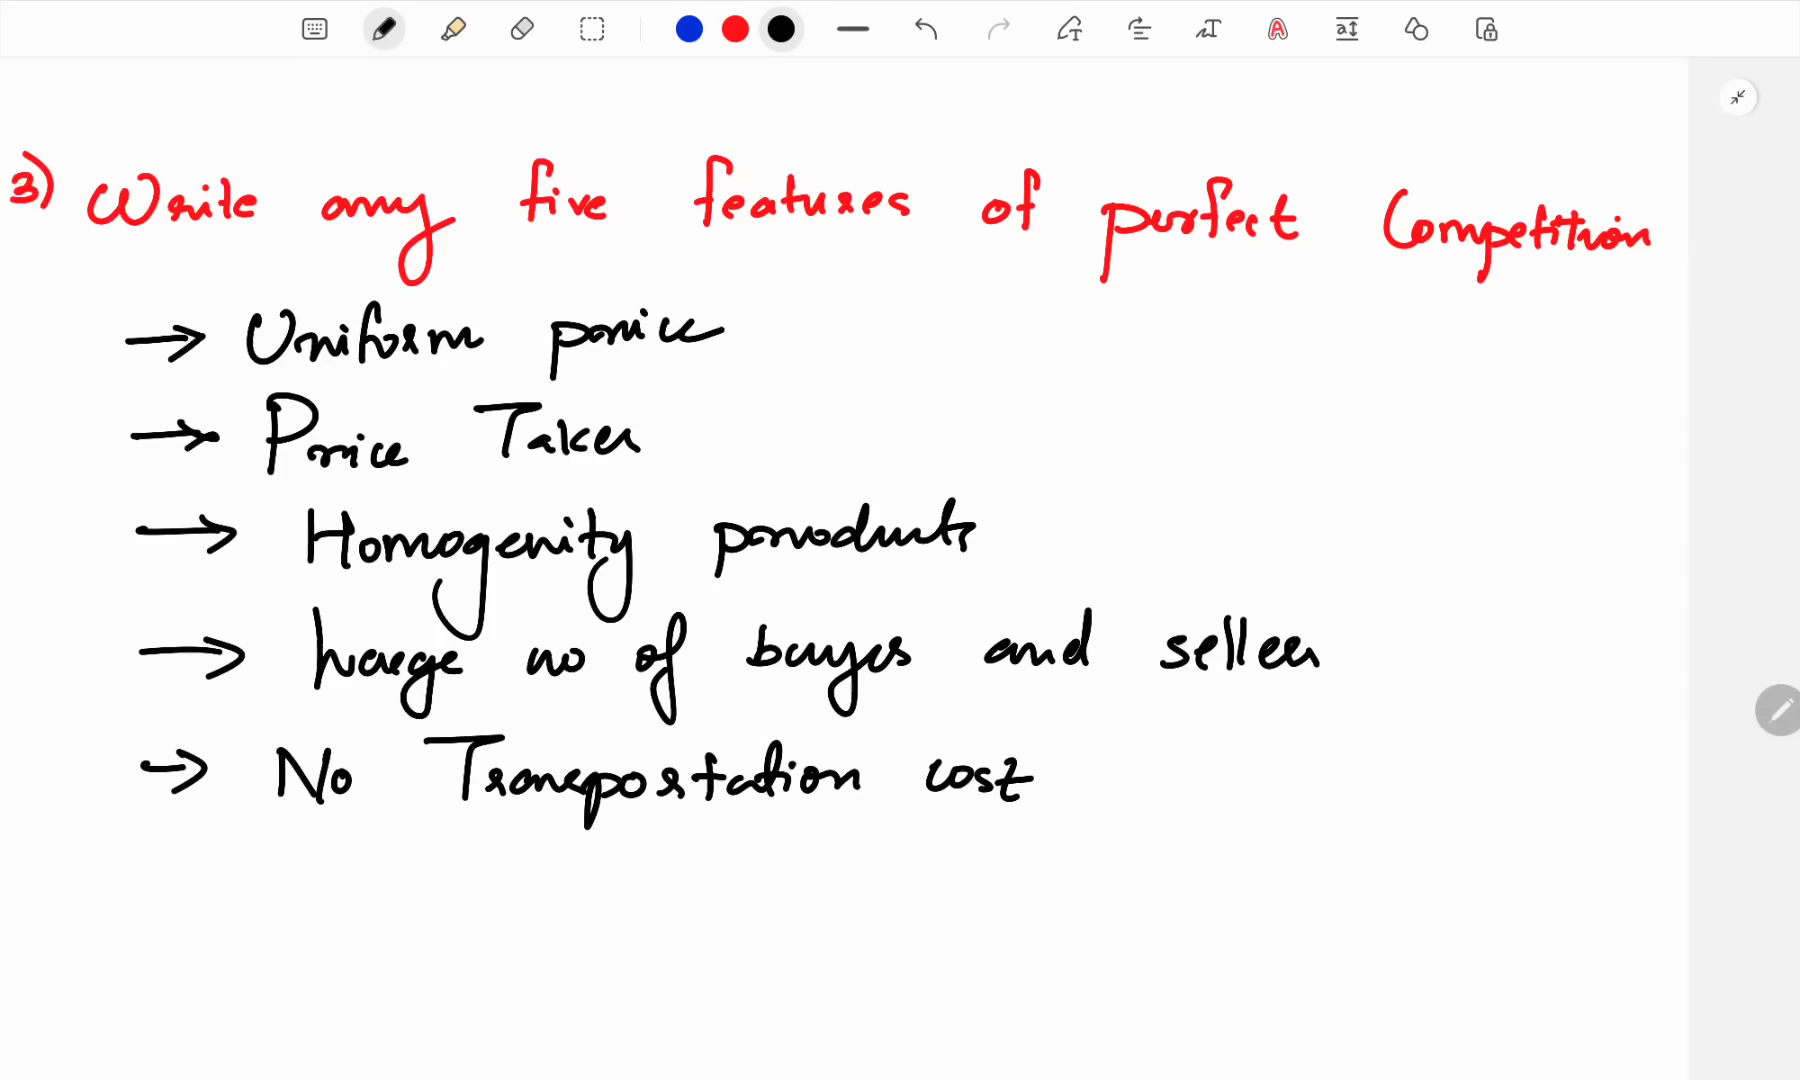 3) Write any five features of perfect Competition
→ Uniform price
→ Price Taker
→ Homogenity products
→ Large no of buyes and seller
→ No Transportation cost